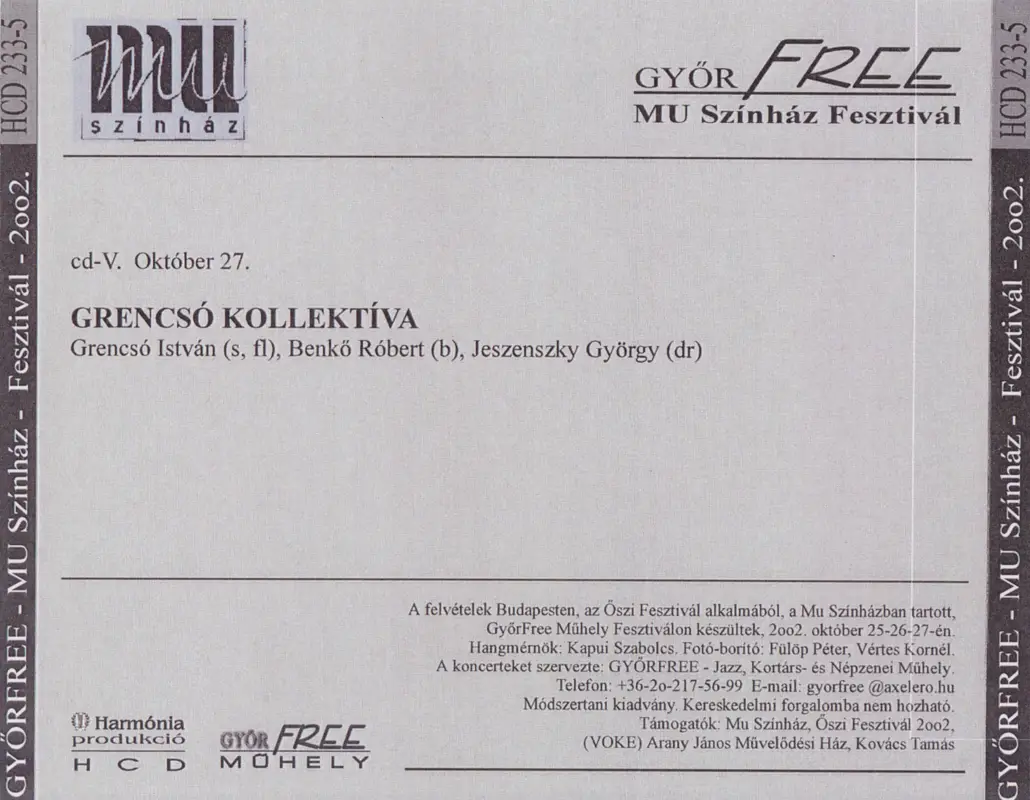 HCD 233-5
GYŐRFREE - MU Színház - Fesztivál - 2oo2.
mu
színház
GYŐR FREE
MU Színház Fesztivál
cd-V. Október 27.
GRENCSÓ KOLLEKTÍVA
Grencsó István (s, fl), Benkő Róbert (b), Jeszenszky György (dr)
A felvételek Budapesten, az Őszi Fesztivál alkalmából, a Mu Színházban tartott,
GyőrFree Műhely Fesztiválon készültek, 2oo2. október 25-26-27-én.
Hangmérnök: Kapui Szabolcs. Fotó-borító: Fülöp Péter, Vértes Kornél.
A koncerteket szervezte: GYŐRFREE - Jazz, Kortárs- és Népzenei Műhely.
Telefon: +36-2o-217-56-99 E-mail: gyorfree @axelero.hu
Módszertani kiadvány. Kereskedelmi forgalomba nem hozható.
Támogatók: Mu Színház, Őszi Fesztivál 2oo2,
(VOKE) Arany János Művelődési Ház, Kovács Tamás
Harmónia
produkció
H C D
GYŐR FREE
MŰHELY
HCD 233-5
GYŐRFREE - MU Színház - Fesztivál - 2oo2.